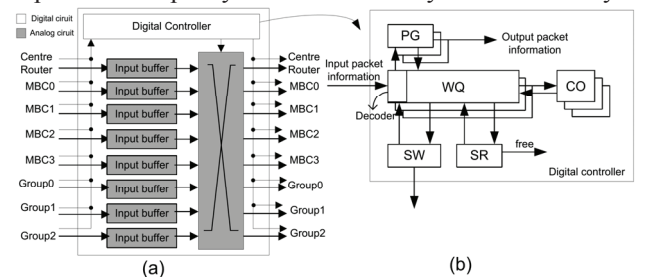 Digital ciruit
Analog ciruit
Digital Controller
Centre
Router
MBC0
MBC1
MBC2
MBC3
Group0
Group1
Group2
Input buffer
Input buffer
Input buffer
Input buffer
Input buffer
Input buffer
Input buffer
Input buffer
Centre
Router
MBC0
MBC1
MBC2
MBC3
Group0
Group1
Group2
(a)
PG
Output packet
information
Input packet
information
WQ
CO
Decoder
SW
SR
free
Digital controller
(b)